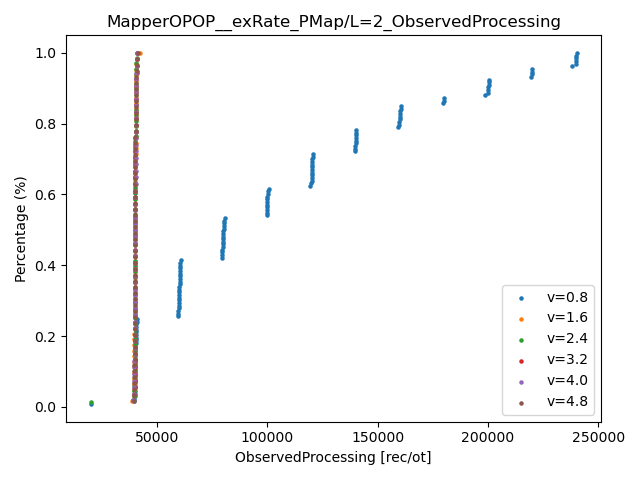 MapperOPOP__exRate_PMap/L=2_ObservedProcessing
1.0
0.8
0.6
0.4
0.2
0.0
Percentage (%)
v=0.8
v=1.6
v=2.4
v=3.2
v=4.0
v=4.8
50000 100000 150000 200000 250000
ObservedProcessing [rec/ot]